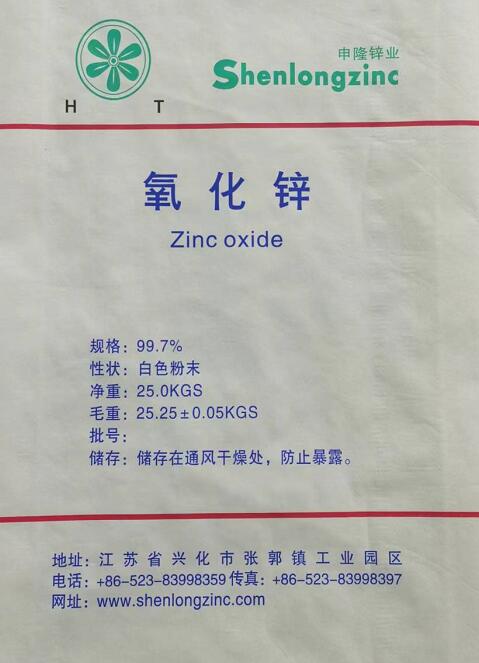 申隆锌业
Shenlongzinc
H T
氧化锌
Zinc oxide
规格：99.7%
性状：白色粉末
净重：25.0KGS
毛重：25.25±0.05KGS
批号：
储存：储存在通风干燥处，防止暴露。
地址：江苏省兴化市张郭镇工业园区
电话：+86-523-83998359 传真：+86-523-83998397
网址：www.shenlongzinc.com